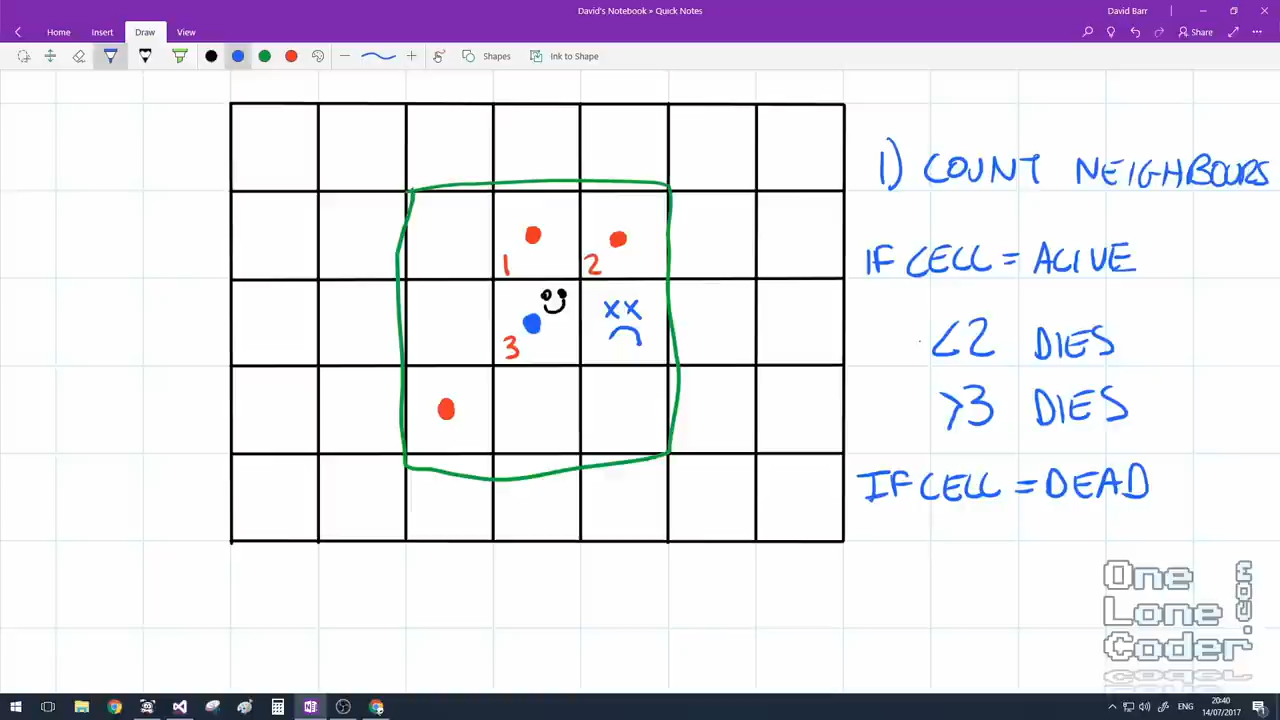 David's Notebook » Quick Notes
David Barr
Home Insert Draw View
Share
Shapes Ink to Shape
1) COUNT NEIGHBOURS
1 2
IF CELL = ALIVE
xx
3
<2 DIES
>3 DIES
IF CELL = DEAD
One
Lone
Coder
.com
ENG
20:40
14/07/2017